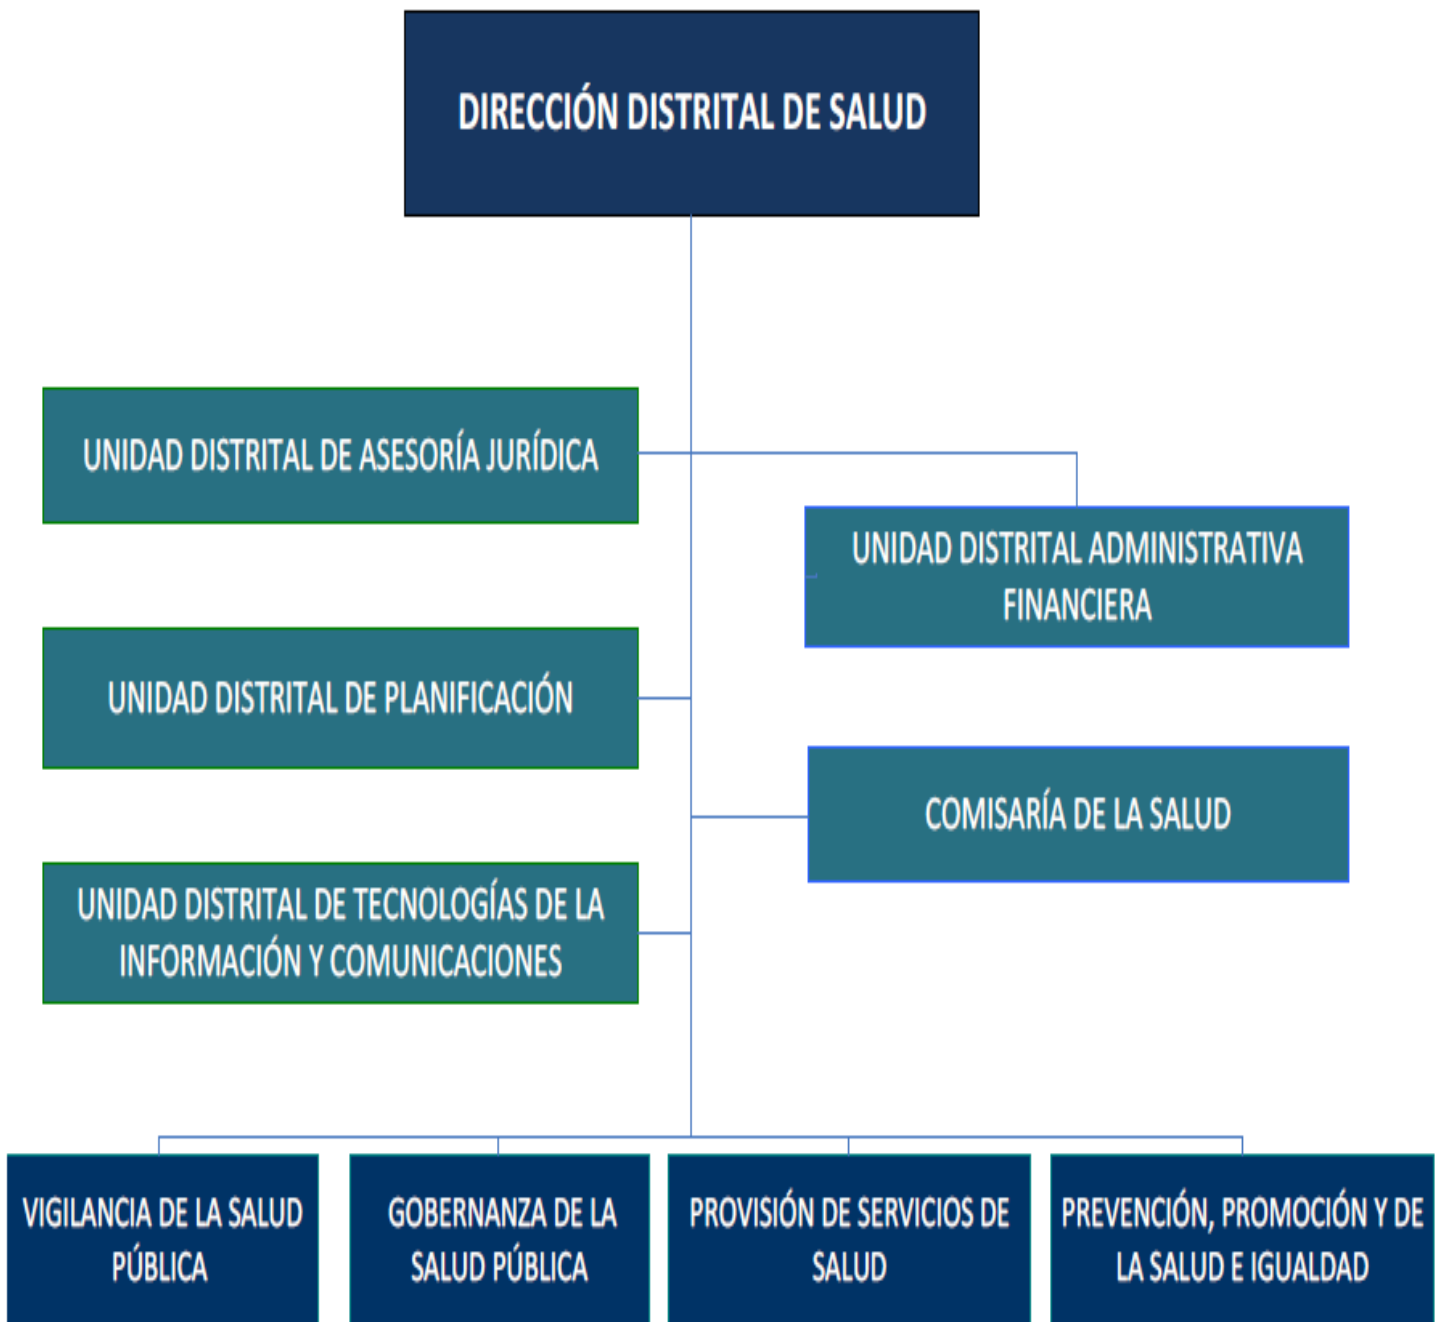 DIRECCIÓN DISTRITAL DE SALUD
UNIDAD DISTRITAL DE ASESORÍA JURÍDICA
UNIDAD DISTRITAL ADMINISTRATIVA
FINANCIERA
UNIDAD DISTRITAL DE PLANIFICACIÓN
COMISARÍA DE LA SALUD
UNIDAD DISTRITAL DE TECNOLOGÍAS DE LA
INFORMACIÓN Y COMUNICACIONES
VIGILANCIA DE LA SALUD
PÚBLICA
GOBERNANZA DE LA
SALUD PÚBLICA
PROVISIÓN DE SERVICIOS DE
SALUD
PREVENCIÓN, PROMOCIÓN Y DE
LA SALUD E IGUALDAD